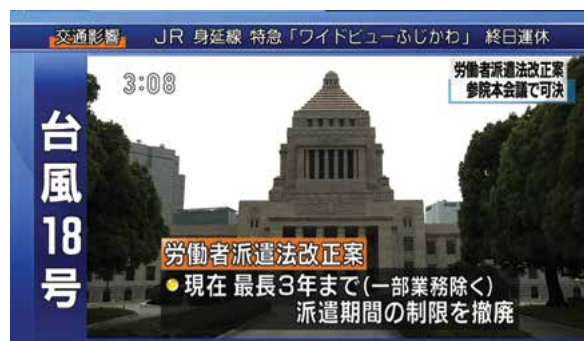 交通影響 JR 身延線 特急「ワイドビューふじかわ」 終日運休
3:08
労働者派遣法改正案
参院本会議で可決
台風18号
労働者派遣法改正案
現在 最長3年まで(一部業務除く)
派遣期間の制限を撤廃